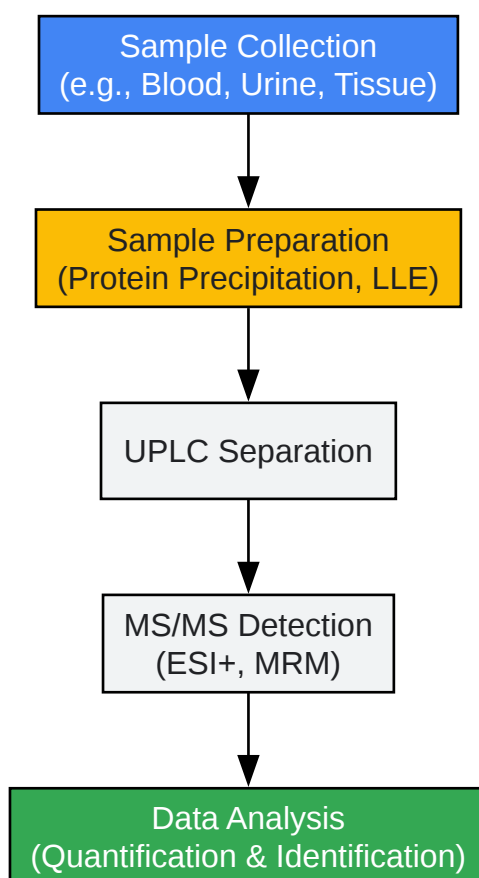 Sample Collection
(e.g., Blood, Urine, Tissue)
Sample Preparation
(Protein Precipitation, LLE)
UPLC Separation
MS/MS Detection
(ESI+, MRM)
Data Analysis
(Quantification & Identification)